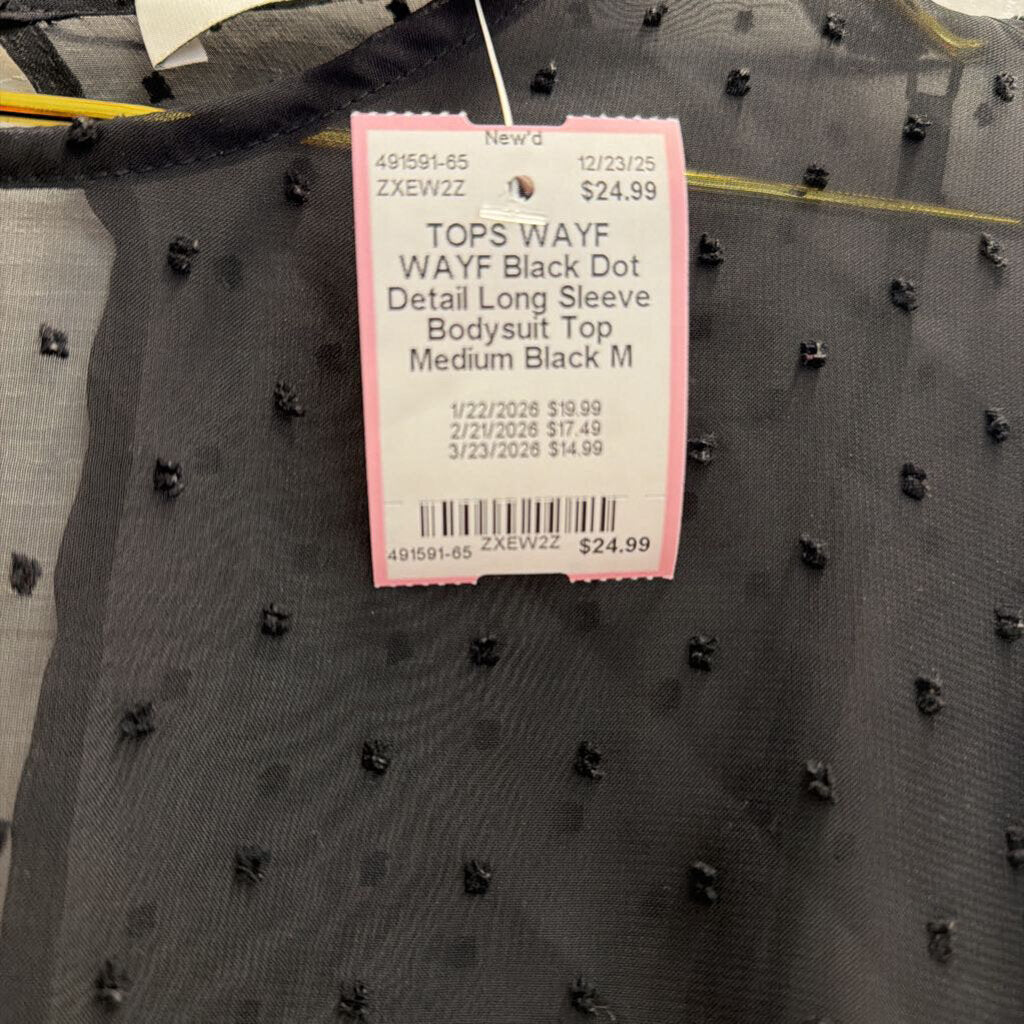 New'd
491591-65 12/23/25
ZXEW2Z $24.99
TOPS WAYF
WAYF Black Dot
Detail Long Sleeve
Bodysuit Top
Medium Black M
1/22/2026 $19.99
2/21/2026 $17.49
3/23/2026 $14.99
491591-65 ZXEW2Z $24.99